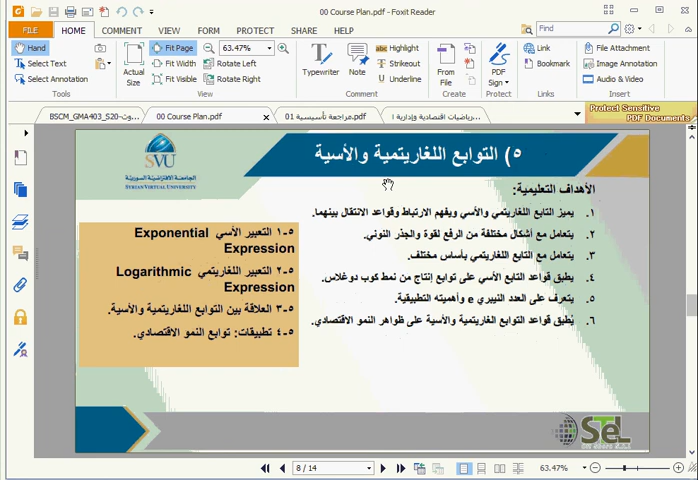 00 Course Plan.pdf - Foxit Reader
FILE HOME COMMENT VIEW FORM PROTECT SHARE HELP Find
Hand
Select Text
Select Annotation
Tools
Actual Size
Fit Page
Fit Width
Fit Visible
63.47%
Rotate Left
Rotate Right
View
Typewriter
Note
Highlight
Strikeout
Underline
Comment
From File
Create
PDF Sign
Protect
Link
Bookmark
Links
File Attachment
Image Annotation
Audio & Video
Insert
BSCM_GMA403_S20-...وت
00 Course Plan.pdf
01 مراجعة تأسيسية.pdf
رياضيات اقتصادية وإدارية ا...
Protect Sensitive
PDF Documents
SVU
الجامعة الافتراضية السورية
SYRIAN VIRTUAL UNIVERSITY
٥) التوابع اللغاريتمية والأسية
الأهداف التعليمية:
١. يميز التابع اللغاريتمي والأسي ويفهم الارتباط وقواعد الانتقال بينهما.
٢. يتعامل مع أشكال مختلفة من الرفع لقوة والجذر النوني.
٣. يتعامل مع التابع اللغاريتمي بأساس مختلف.
٤. يطبق قواعد التابع الأسي على توابع إنتاج من نمط كوب دوغلاس.
٥. يتعرف على العدد النيبري e وأهميته التطبيقية.
٦. يُطبق قواعد التوابع الغاريتمية والأسية على ظواهر النمو الاقتصادي.
٥-١ التعبير الأسي Exponential
Expression
٥-٢ التعبير اللغاريتمي Logarithmic
Expression
٥-٣ العلاقة بين التوابع اللغاريتمية والأسية.
٥-٤ تطبيقات: توابع النمو الاقتصادي.
STeL
8 / 14
63.47%